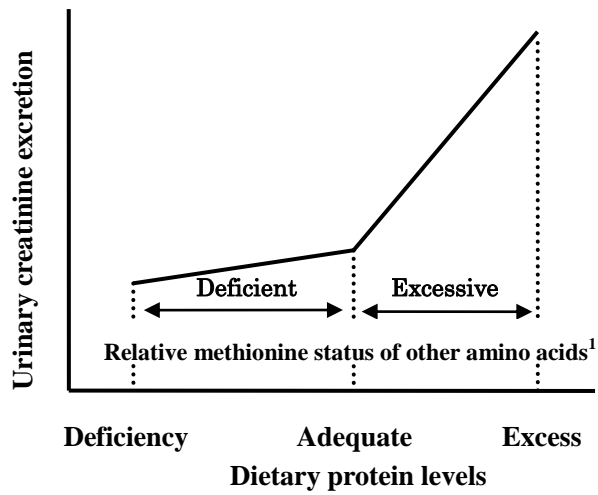 Urinary creatinine excretion
Deficient Excessive
Relative methionine status of other amino acids¹
Deficiency Adequate Excess
Dietary protein levels